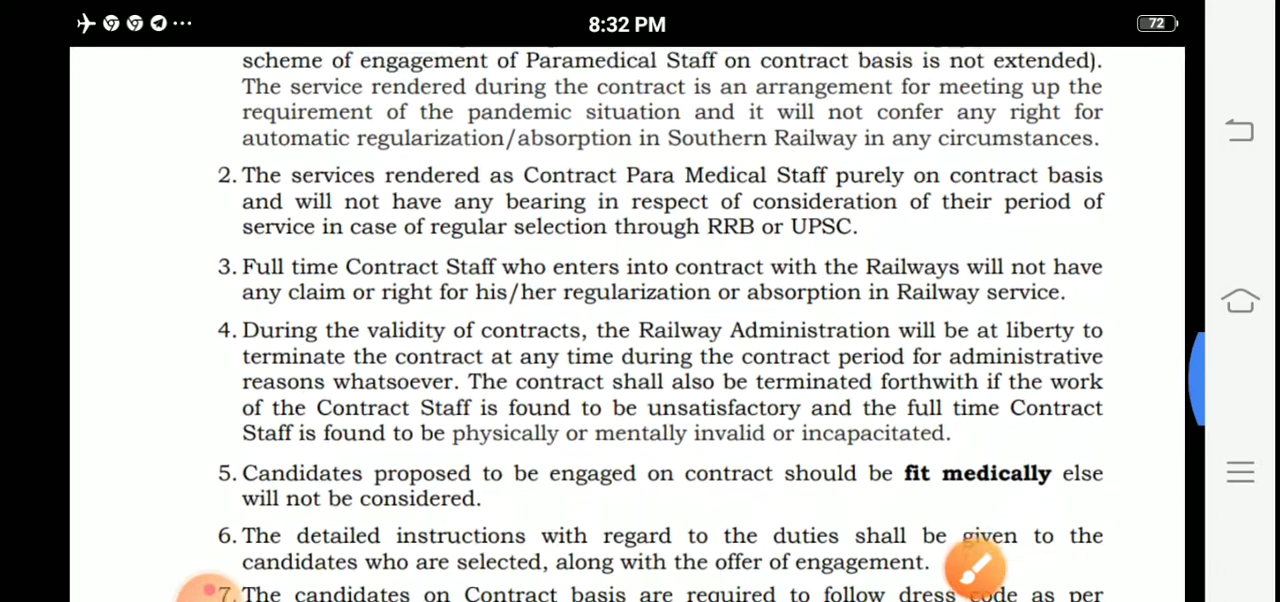 8:32 PM
72
scheme of engagement of Paramedical Staff on contract basis is not extended).
The service rendered during the contract is an arrangement for meeting up the
requirement of the pandemic situation and it will not confer any right for
automatic regularization/absorption in Southern Railway in any circumstances.
2. The services rendered as Contract Para Medical Staff purely on contract basis
and will not have any bearing in respect of consideration of their period of
service in case of regular selection through RRB or UPSC.
3. Full time Contract Staff who enters into contract with the Railways will not have
any claim or right for his/her regularization or absorption in Railway service.
4. During the validity of contracts, the Railway Administration will be at liberty to
terminate the contract at any time during the contract period for administrative
reasons whatsoever. The contract shall also be terminated forthwith if the work
of the Contract Staff is found to be unsatisfactory and the full time Contract
Staff is found to be physically or mentally invalid or incapacitated.
5. Candidates proposed to be engaged on contract should be fit medically else
will not be considered.
6. The detailed instructions with regard to the duties shall be given to the
candidates who are selected, along with the offer of engagement.
7. The candidates on Contract basis are required to follow dress code as per